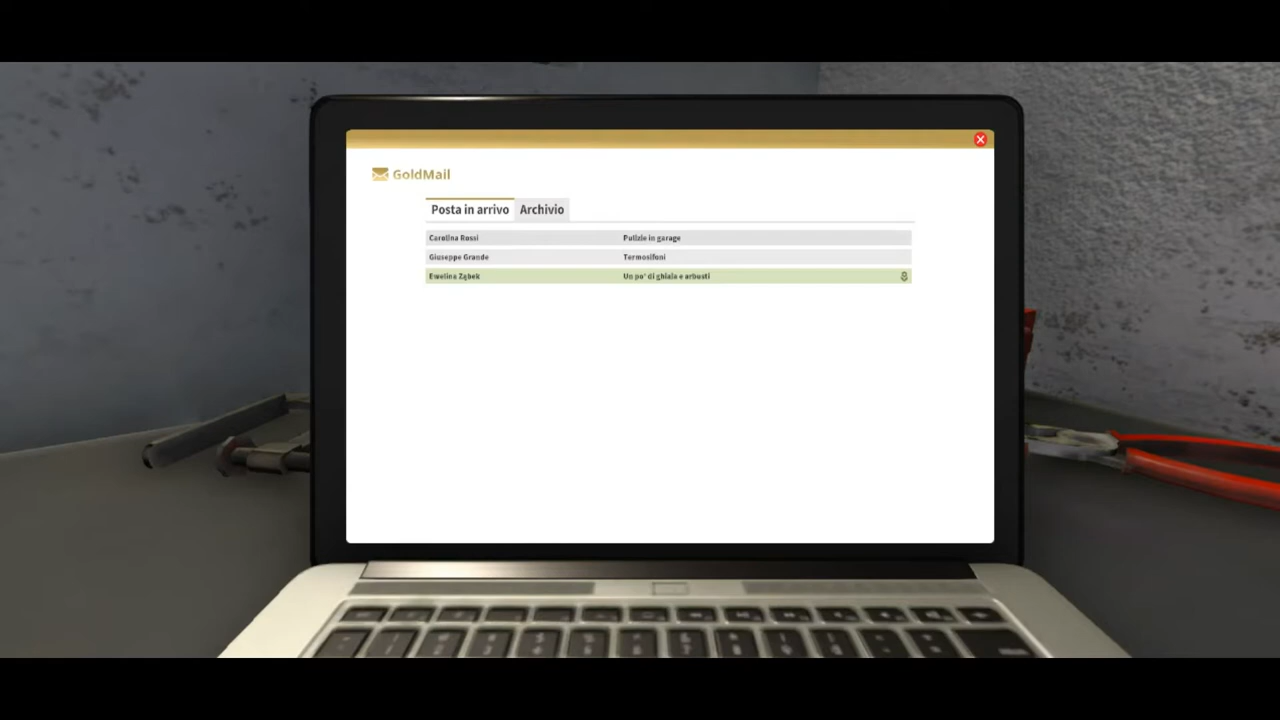 GoldMail
Posta in arrivo Archivio
Carolina Rossi Pulizie in garage
Giuseppe Grande Termosifoni
Ewelina Ząbek Un po' di ghiaia e arbusti